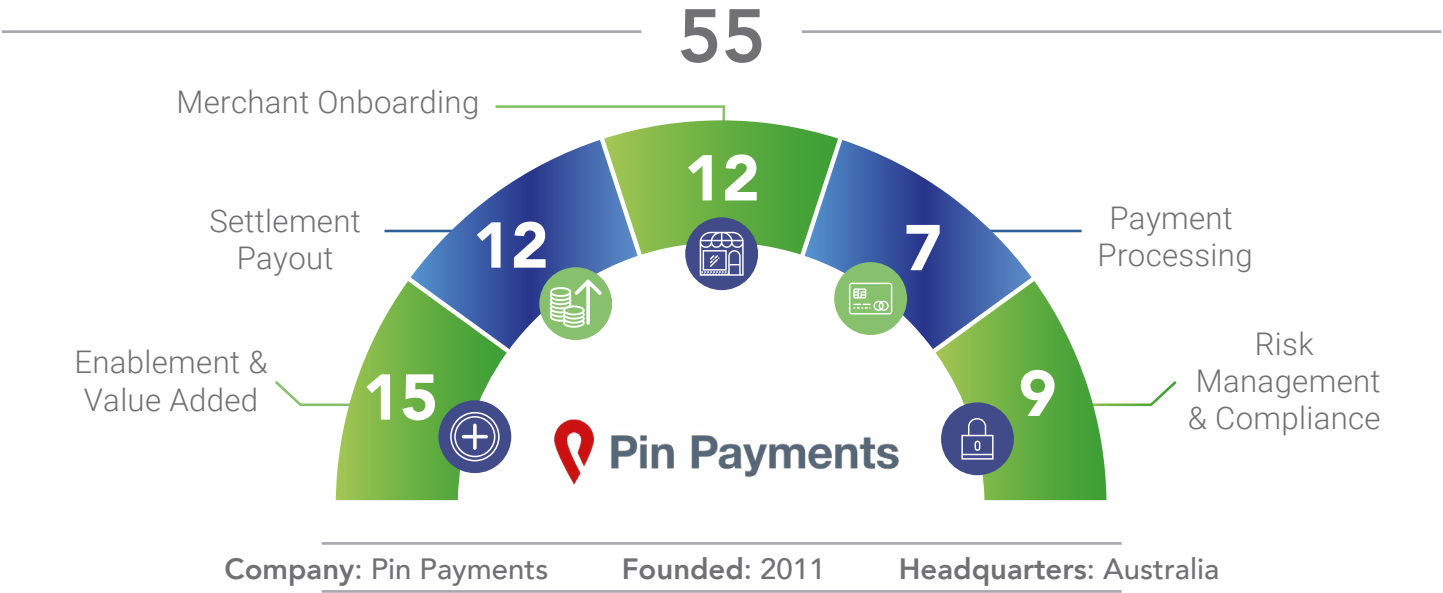 55
Merchant Onboarding
12
Settlement
Payout
12
7
Payment
Processing
Enablement &
Value Added
15
9
Risk
Management
& Compliance
0
Pin Payments
Company: Pin Payments Founded: 2011 Headquarters: Australia